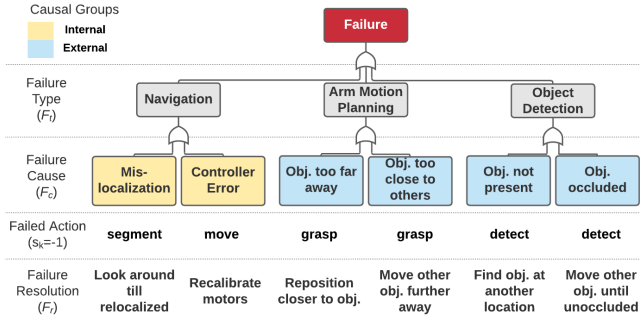 Causal Groups
Internal
External
Failure
Failure
Type
(Ft)
Navigation
Arm Motion
Planning
Object
Detection
Failure
Cause
(Fc)
Mis-
localization
Controller
Error
Obj. too far
away
Obj. too
close to
others
Obj. not
present
Obj.
occluded
Failed Action
(sk=-1)
segment
move
grasp
grasp
detect
detect
Failure
Resolution
(Fr)
Look around
till
relocalized
Recalibrate
motors
Reposition
closer to obj.
Move other
obj. further
away
Find obj. at
another
location
Move other
obj. until
unoccluded